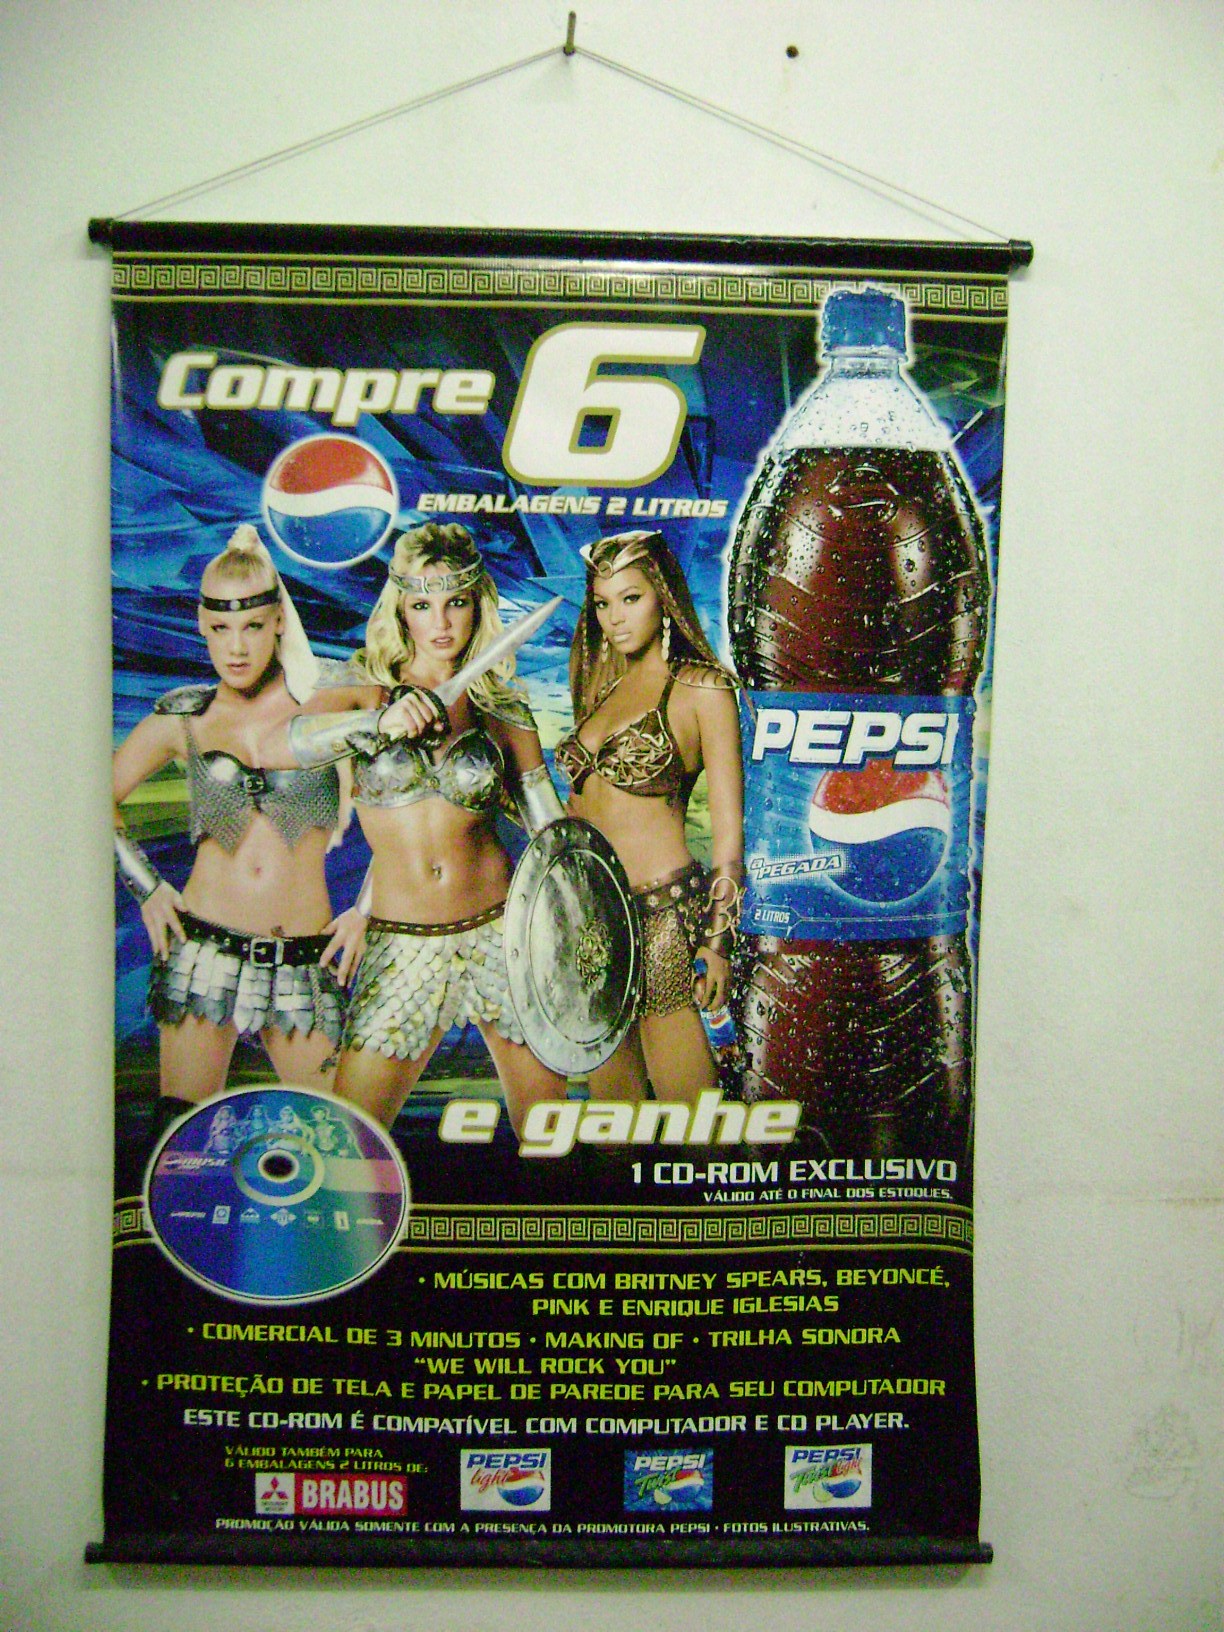 Compre 6
EMBALAGENS 2 LITROS
PEPSI
a PEGADA
2 LITROS
e ganhe
1 CD-ROM EXCLUSIVO
VÁLIDO ATÉ O FINAL DOS ESTOQUES.
MUSIC
• MÚSICAS COM BRITNEY SPEARS, BEYONCÉ,
PINK E ENRIQUE IGLESIAS
• COMERCIAL DE 3 MINUTOS • MAKING OF • TRILHA SONORA
"WE WILL ROCK YOU"
• PROTEÇÃO DE TELA E PAPEL DE PAREDE PARA SEU COMPUTADOR
ESTE CD-ROM É COMPATÍVEL COM COMPUTADOR E CD PLAYER.
VÁLIDO TAMBÉM PARA
6 EMBALAGENS 2 LITROS DE:
BRABUS
PEPSI light
PEPSI Twist
PEPSI Twist light
PROMOÇÃO VÁLIDA SOMENTE COM A PRESENÇA DA PROMOTORA PEPSI • FOTOS ILUSTRATIVAS.